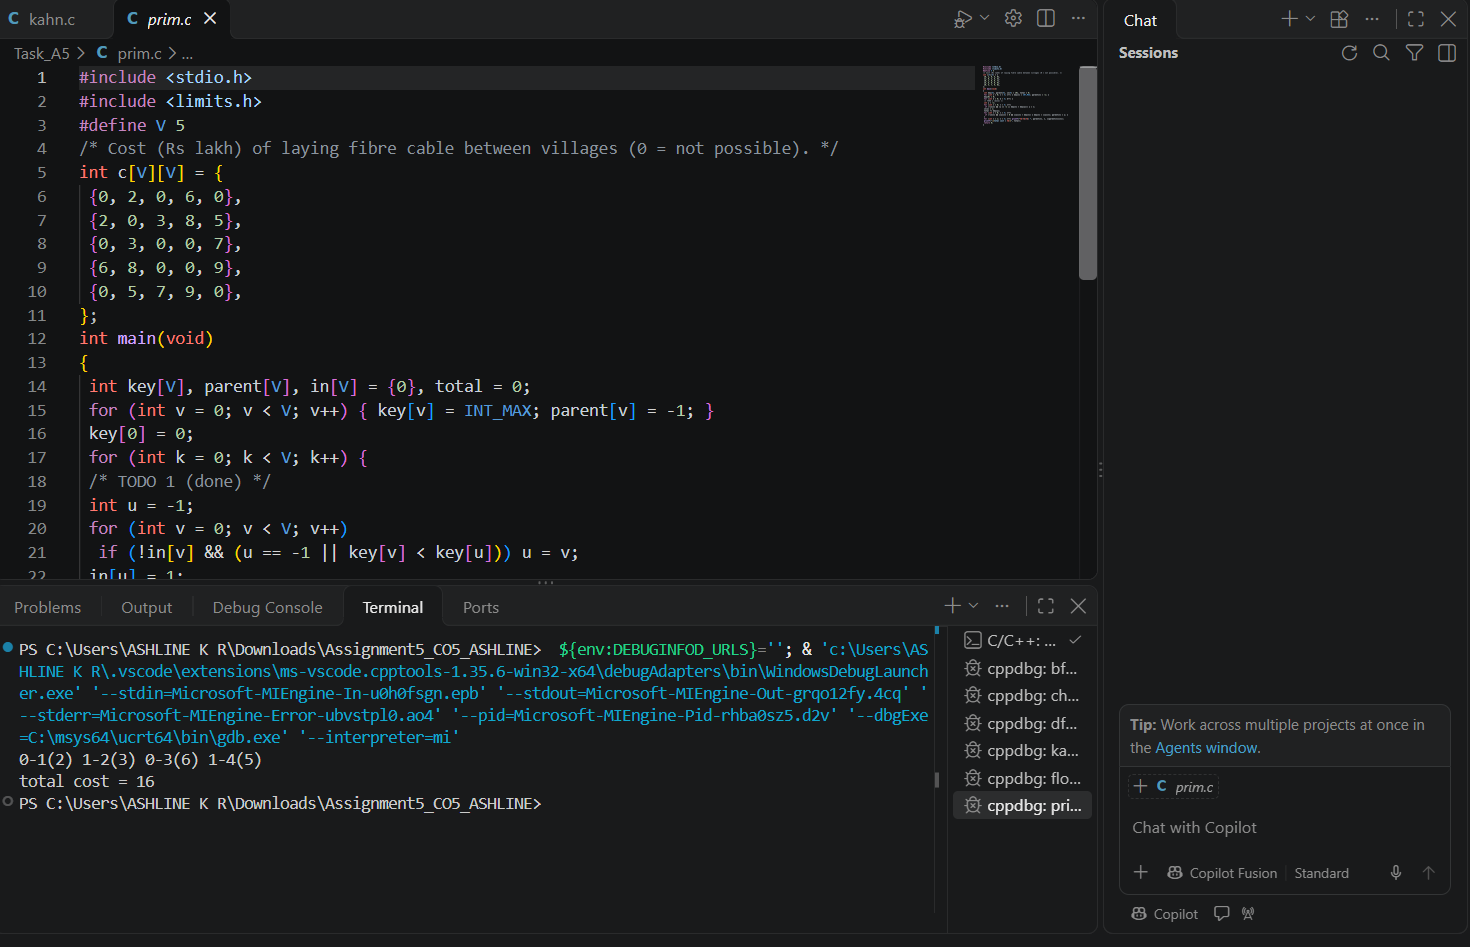 kahn.c
prim.c
Task_A5 > prim.c > ...
1 #include <stdio.h>
2 #include <limits.h>
3 #define V 5
4 /* Cost (Rs lakh) of laying fibre cable between villages (0 = not possible). */
5 int c[V][V] = {
6 {0, 2, 0, 6, 0},
7 {2, 0, 3, 8, 5},
8 {0, 3, 0, 0, 7},
9 {6, 8, 0, 0, 9},
10 {0, 5, 7, 9, 0},
11 };
12 int main(void)
13 {
14 int key[V], parent[V], in[V] = {0}, total = 0;
15 for (int v = 0; v < V; v++) { key[v] = INT_MAX; parent[v] = -1; }
16 key[0] = 0;
17 for (int k = 0; k < V; k++) {
18 /* TODO 1 (done) */
19 int u = -1;
20 for (int v = 0; v < V; v++)
21 if (!in[v] && (u == -1 || key[v] < key[u])) u = v;
22 in[u] = 1;
Problems
Output
Debug Console
Terminal
Ports
PS C:\Users\ASHLINE K R\Downloads\Assignment5_CO5_ASHLINE> ${env:DEBUGINFOD_URLS}=''; & 'c:\Users\AS
HLINE K R\.vscode\extensions\ms-vscode.cpptools-1.35.6-win32-x64\debugAdapters\bin\WindowsDebugLaunch
er.exe' '--stdin=Microsoft-MIEngine-In-u0h0fsgn.epb' '--stdout=Microsoft-MIEngine-Out-grqo12fy.4cq' '
--stderr=Microsoft-MIEngine-Error-ubvstpl0.ao4' '--pid=Microsoft-MIEngine-Pid-rhba0sz5.d2v' '--dbgExe
=C:\msys64\ucrt64\bin\gdb.exe' '--interpreter=mi'
0-1(2) 1-2(3) 0-3(6) 1-4(5)
total cost = 16
PS C:\Users\ASHLINE K R\Downloads\Assignment5_CO5_ASHLINE>
C/C++: ...
cppdbg: bf...
cppdbg: ch...
cppdbg: df...
cppdbg: ka...
cppdbg: flo...
cppdbg: pri...
Chat
Sessions
Tip: Work across multiple projects at once in
the Agents window.
prim.c
Chat with Copilot
Copilot Fusion
Standard
Copilot